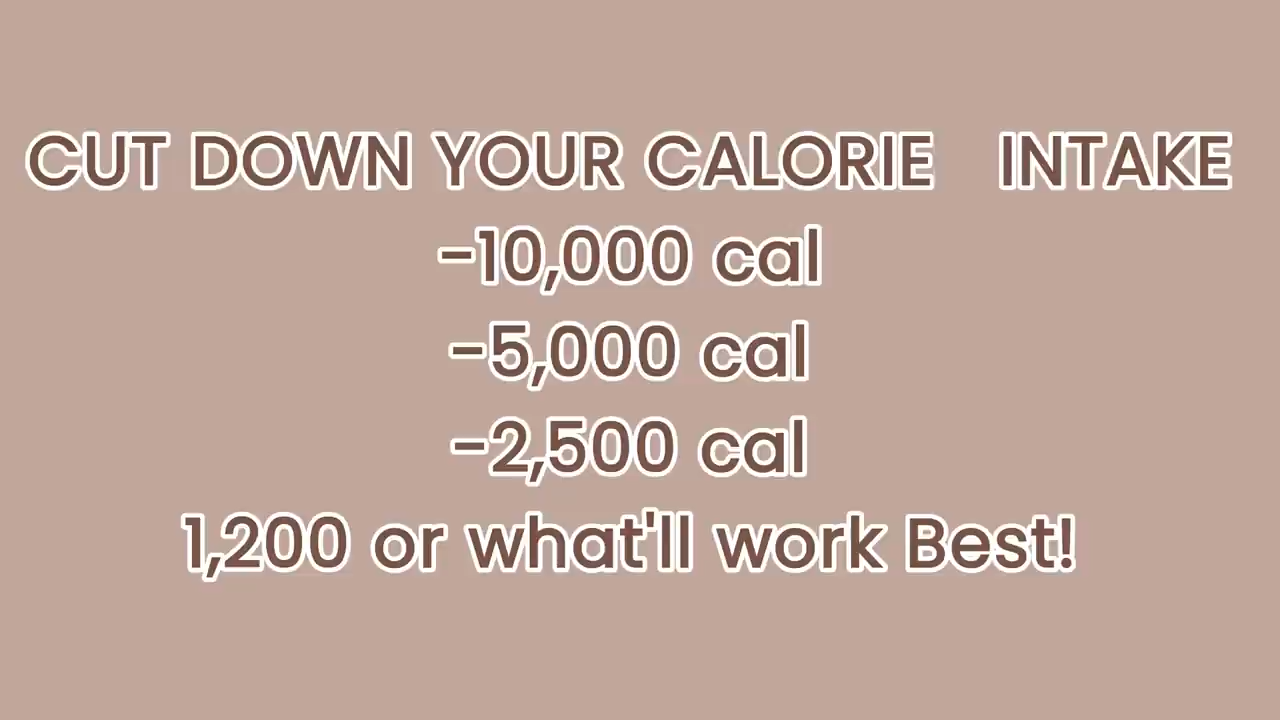 CUT DOWN YOUR CALORIE INTAKE
-10,000 cal
-5,000 cal
-2,500 cal
1,200 or what'll work Best!